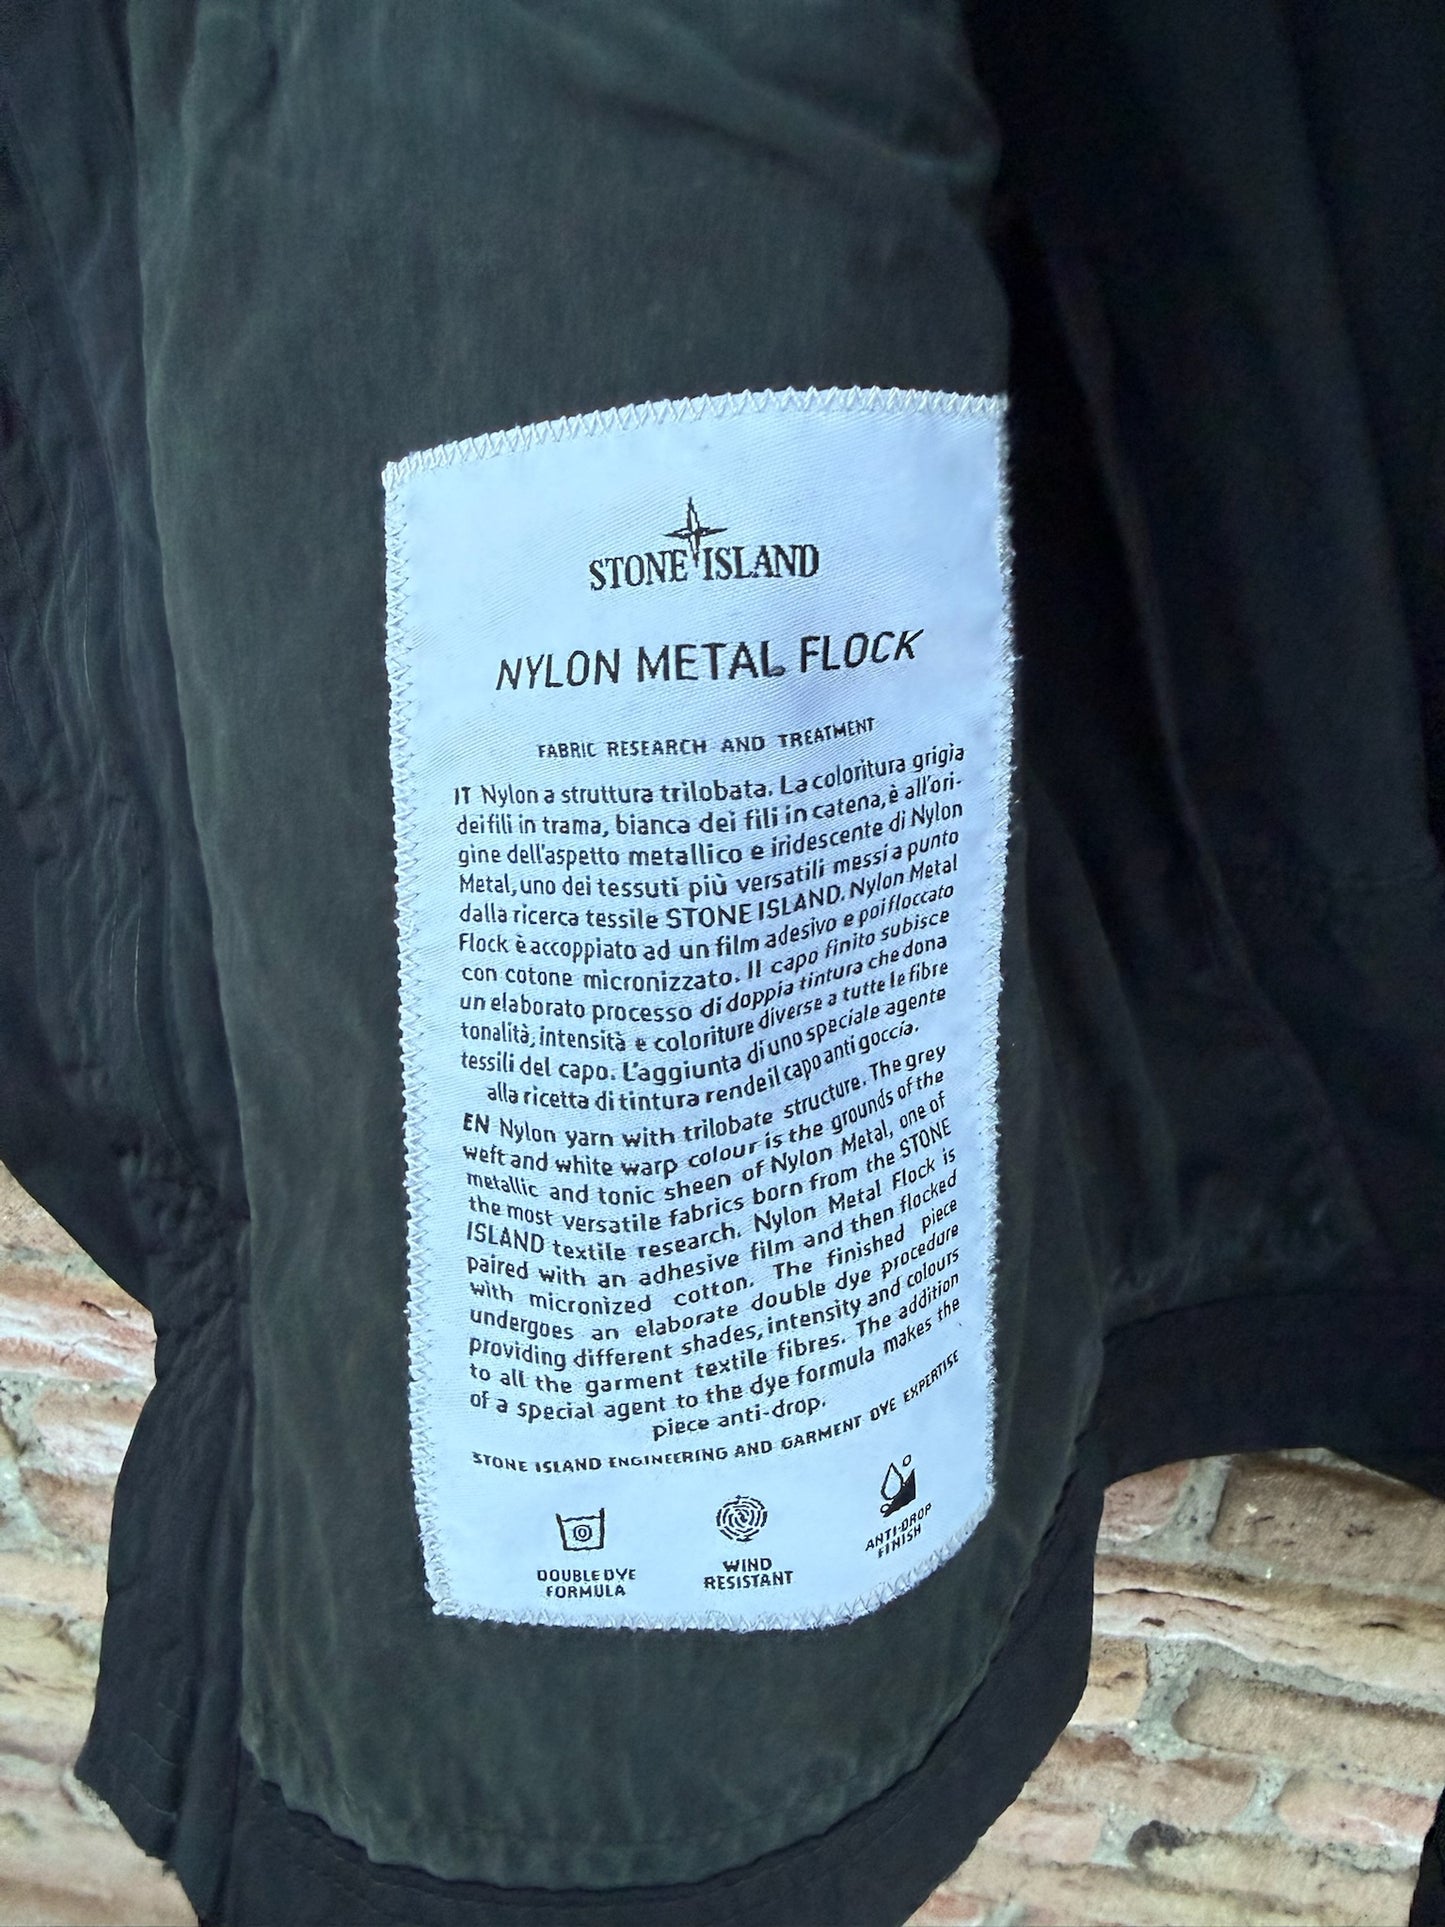 STONE ISLAND
NYLON METAL FLOCK
FABRIC RESEARCH AND TREATMENT
IT Nylon a struttura trilobata. La coloritura grigia
dei fili in trama, bianca dei fili in catena, è all'ori-
gine dell'aspetto metallico e iridescente di Nylon
Metal, uno dei tessuti più versatili messi a punto
dalla ricerca tessile STONE ISLAND. Nylon Metal
Flock è accoppiato ad un film adesivo e poi floccato
con cotone micronizzato. Il capo finito subisce
un elaborato processo di doppia tintura che dona
tonalità, intensità e coloriture diverse a tutte le fibre
tessili del capo. L'aggiunta di uno speciale agente
alla ricetta di tintura rende il capo anti goccia.
EN Nylon yarn with trilobate structure. The grey
weft and white warp colour is the grounds of the
metallic and tonic sheen of Nylon Metal, one of
the most versatile fabrics born from the STONE
ISLAND textile research. Nylon Metal Flock is
paired with an adhesive film and then flocked
with micronized cotton. The finished piece
undergoes an elaborate double dye procedure
providing different shades, intensity and colours
to all the garment textile fibres. The addition
of a special agent to the dye formula makes the
piece anti-drop.
STONE ISLAND ENGINEERING AND GARMENT DYE EXPERTISE
DOUBLE DYE
FORMULA
WIND
RESISTANT
ANTI-DROP
FINISH